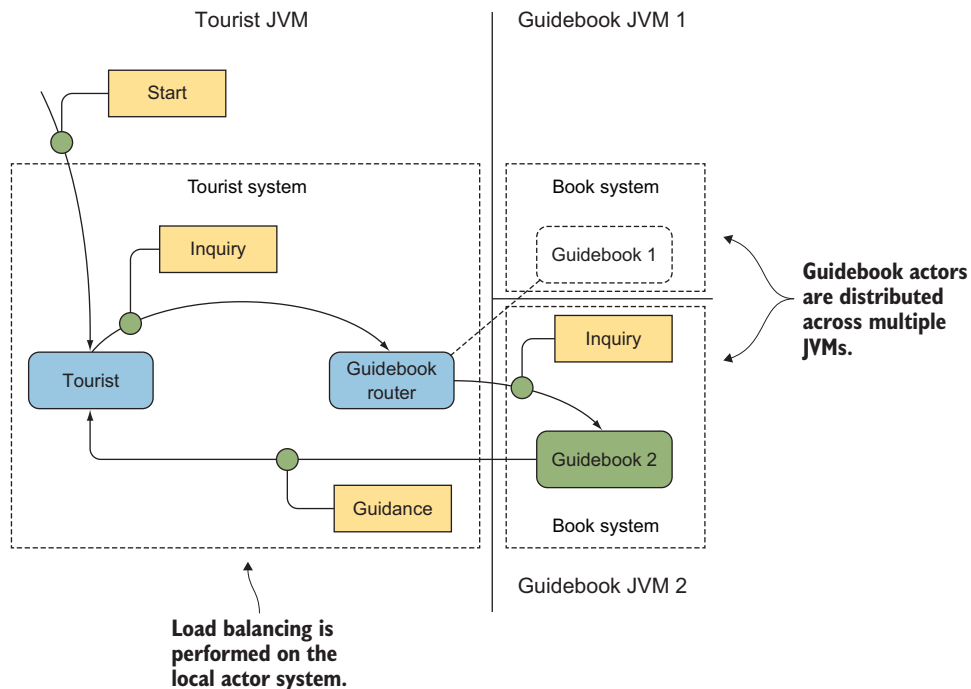 Tourist JVM
Guidebook JVM 1
Start
Tourist system
Book system
Inquiry
Guidebook 1
Guidebook actors
are distributed
across multiple
JVMs.
Inquiry
Tourist
Guidebook
router
Guidebook 2
Guidance
Book system
Guidebook JVM 2
Load balancing is
performed on the
local actor system.